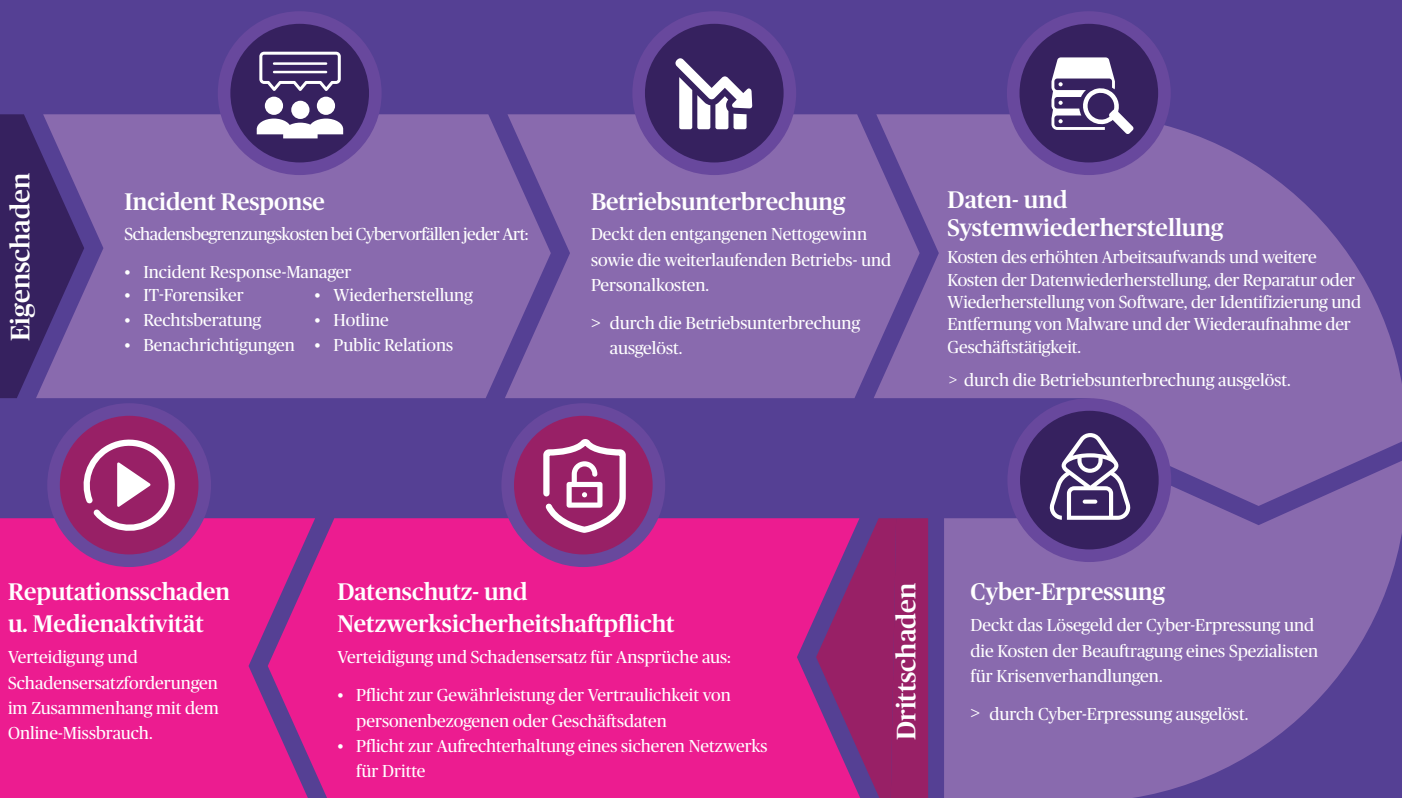 Eigenschaden
Incident Response
Schadensbegrenzungskosten bei Cybervorfällen jeder Art:
• Incident Response-Manager
• IT-Forensiker
• Rechtsberatung
• Benachrichtigungen
• Wiederherstellung
• Hotline
• Public Relations
Betriebsunterbrechung
Deckt den entgangenen Nettogewinn
sowie die weiterlaufenden Betriebs- und
Personalkosten.
> durch die Betriebsunterbrechung
ausgelöst.
Daten- und
Systemwiederherstellung
Kosten des erhöhten Arbeitsaufwands und weitere
Kosten der Datenwiederherstellung, der Reparatur oder
Wiederherstellung von Software, der Identifizierung und
Entfernung von Malware und der Wiederaufnahme der
Geschäftstätigkeit.
> durch die Betriebsunterbrechung ausgelöst.
Cyber-Erpressung
Deckt das Lösegeld der Cyber-Erpressung und
die Kosten der Beauftragung eines Spezialisten
für Krisenverhandlungen.
> durch Cyber-Erpressung ausgelöst.
Drittschaden
Datenschutz- und
Netzwerksicherheitshaftpflicht
Verteidigung und Schadensersatz für Ansprüche aus:
• Pflicht zur Gewährleistung der Vertraulichkeit von
personenbezogenen oder Geschäftsdaten
• Pflicht zur Aufrechterhaltung eines sicheren Netzwerks
für Dritte
Reputationsschaden
u. Medienaktivität
Verteidigung und
Schadensersatzforderungen
im Zusammenhang mit dem
Online-Missbrauch.